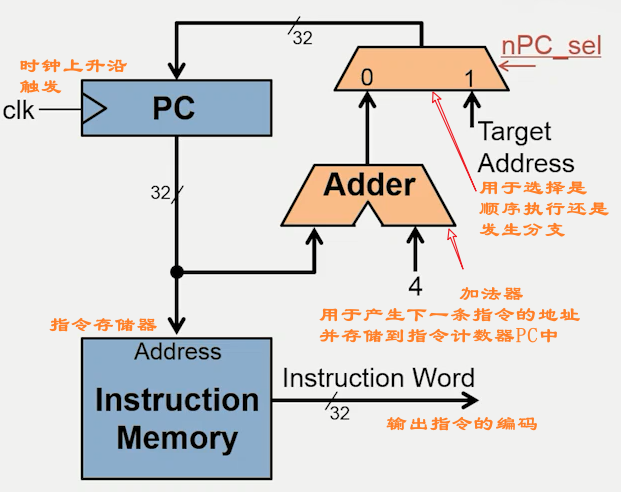 32
nPC_sel
时钟上升沿
触发
0
1
clk
PC
Target
Address
Adder
用于选择是
顺序执行还是
发生分支
32
4
加法器
用于产生下一条指令的地址
并存储到指令计数器PC中
指令存储器
Address
Instruction Word
Instruction
Memory
32
输出指令的编码